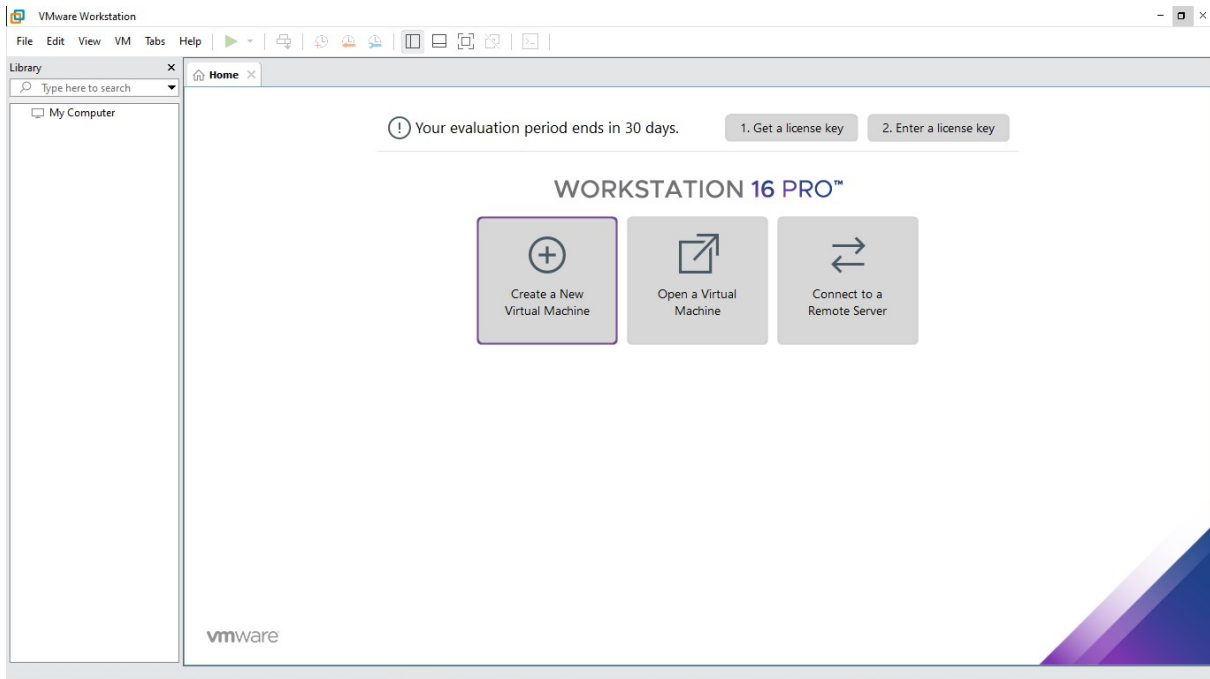 VMware Workstation
File Edit View VM Tabs Help
Library
Type here to search
My Computer
Home
Your evaluation period ends in 30 days.
1. Get a license key
2. Enter a license key
WORKSTATION 16 PRO™
Create a New
Virtual Machine
Open a Virtual
Machine
Connect to a
Remote Server
vmware